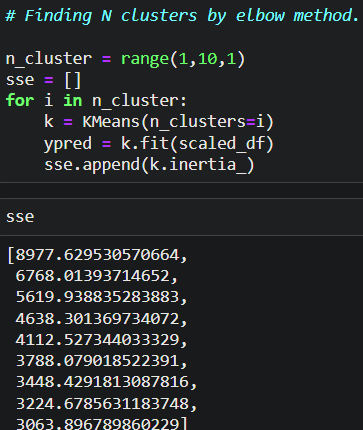 # Finding N clusters by elbow method.
n_cluster = range(1,10,1)
sse = []
for i in n_cluster:
    k = KMeans(n_clusters=i)
    ypred = k.fit(scaled_df)
    sse.append(k.inertia_)
sse
[8977.629530570664,
 6768.01393714652,
 5619.938835283883,
 4638.301369734072,
 4112.527344033329,
 3788.079018522391,
 3448.4291813087816,
 3224.6785631183748,
 3063.896789860229]